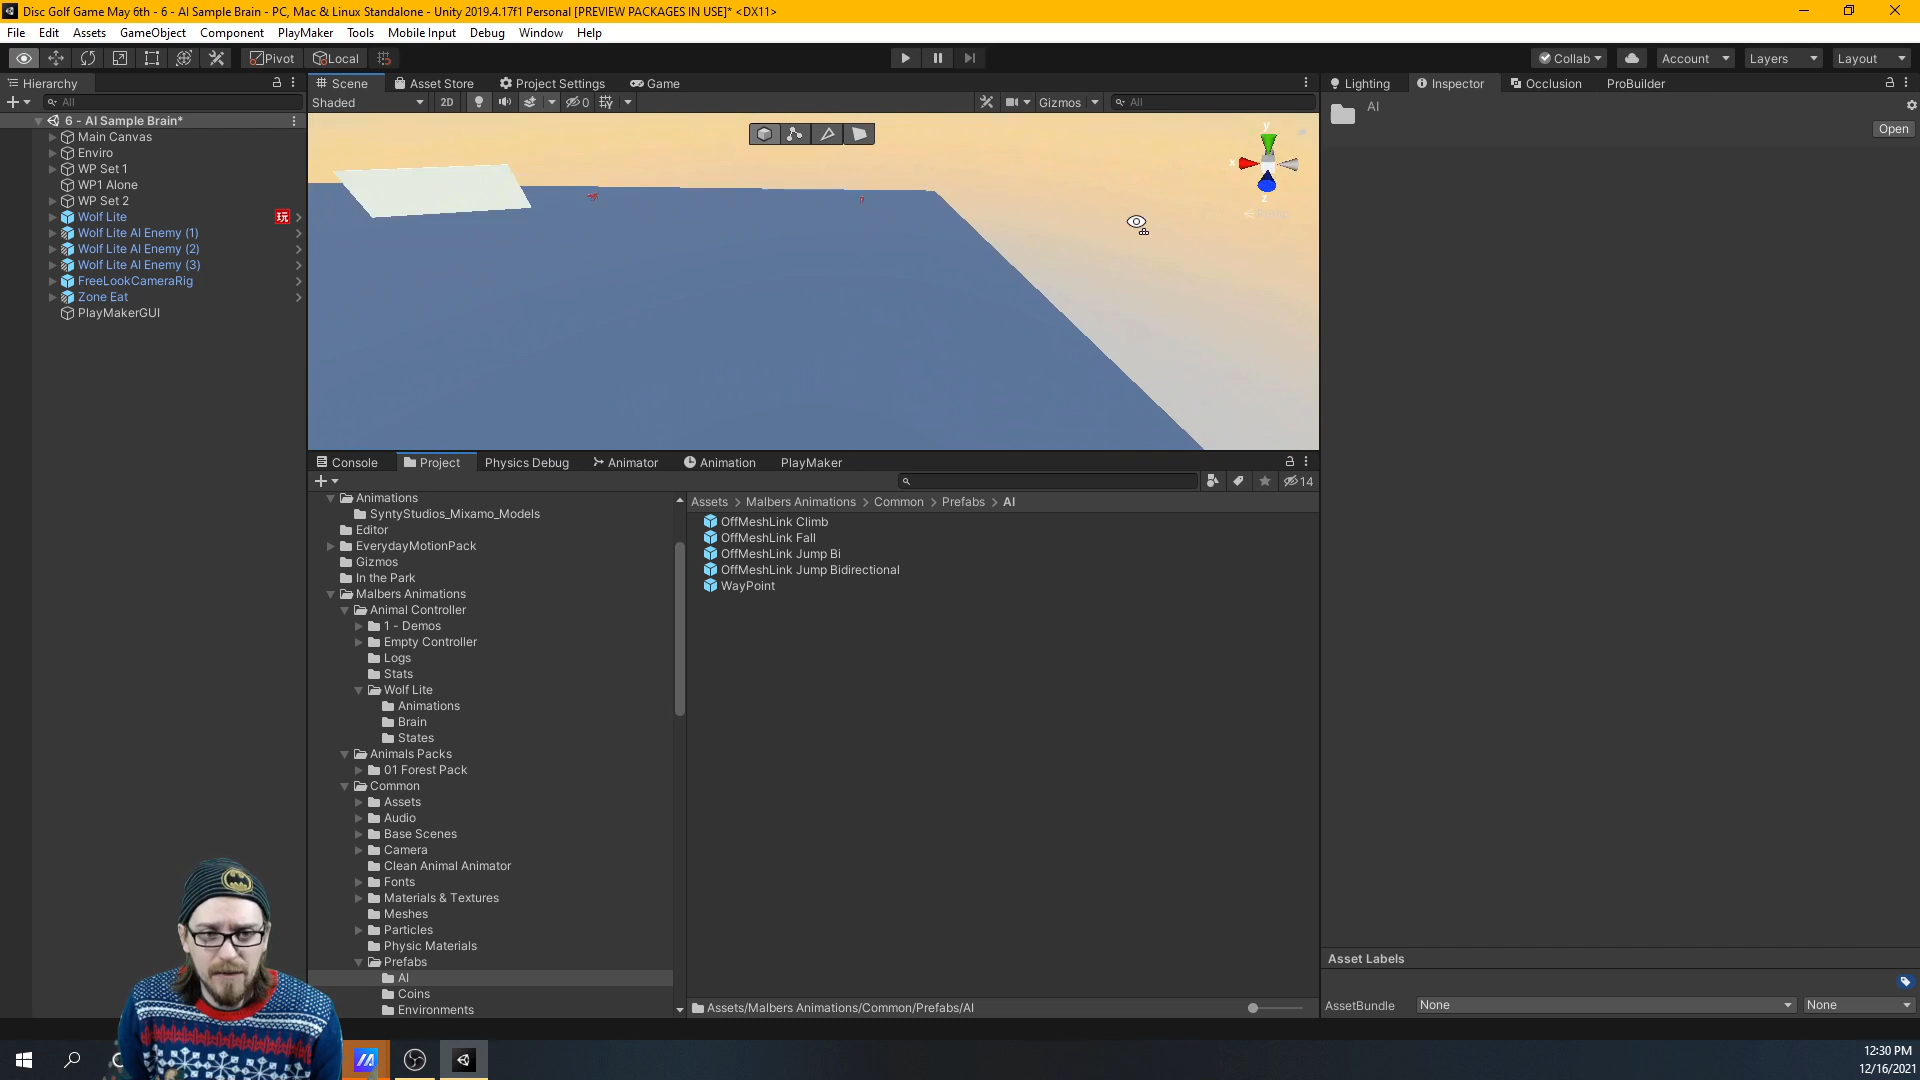 Disc Golf Game May 6th - 6 - AI Sample Brain - PC, Mac & Linux Standalone - Unity 2019.4.17f1 Personal [PREVIEW PACKAGES IN USE]* <DX11>
File Edit Assets GameObject Component PlayMaker Tools Mobile Input Debug Window Help
Pivot Local Collab Account Layers Layout
Hierarchy Scene Asset Store Project Settings Game Lighting Inspector Occlusion ProBuilder
All Shaded 2D 0 Gizmos All AI
6 - AI Sample Brain*
Open
Main Canvas
Enviro
WP Set 1
WP1 Alone
WP Set 2
Wolf Lite 玩
Wolf Lite AI Enemy (1)
Wolf Lite AI Enemy (2)
Wolf Lite AI Enemy (3)
FreeLookCameraRig
Zone Eat
PlayMakerGUI
y
x
z
Console Project Physics Debug Animator Animation PlayMaker
14
Animations
SyntyStudios_Mixamo_Models
Editor
EverydayMotionPack
Gizmos
In the Park
Malbers Animations
Animal Controller
1 - Demos
Empty Controller
Logs
Stats
Wolf Lite
Animations
Brain
States
Animals Packs
01 Forest Pack
Common
Assets
Audio
Base Scenes
Camera
Clean Animal Animator
Fonts
Materials & Textures
Meshes
Particles
Physic Materials
Prefabs
AI
Coins
Environments
Assets > Malbers Animations > Common > Prefabs > AI
OffMeshLink Climb
OffMeshLink Fall
OffMeshLink Jump Bi
OffMeshLink Jump Bidirectional
WayPoint
Assets/Malbers Animations/Common/Prefabs/AI
Asset Labels
AssetBundle None None
12:30 PM
12/16/2021